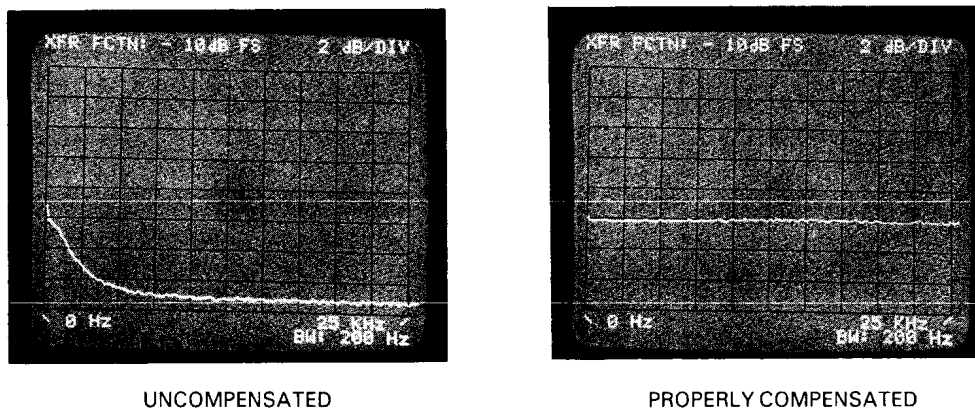 XFR FCTN: - 10dB FS 2 dB/DIV
0 Hz 25 KHz
BW: 200 Hz
UNCOMPENSATED
XFR FCTN: - 10dB FS 2 dB/DIV
0 Hz 25 KHz
BW: 200 Hz
PROPERLY COMPENSATED